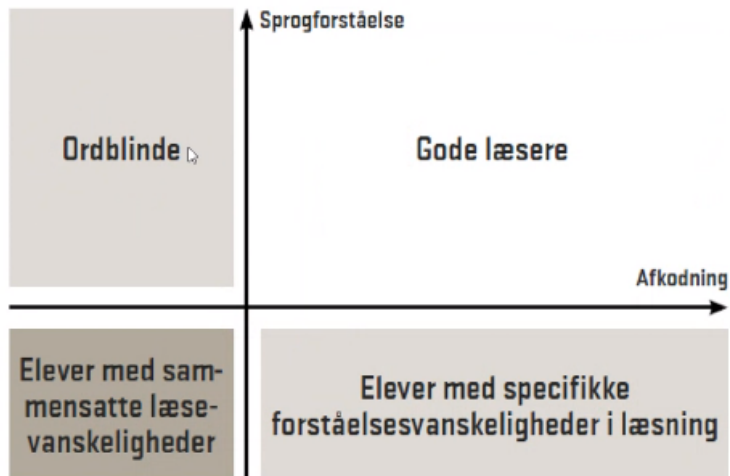 Sprogforståelse
Ordblinde
Gode læsere
Afkodning
Elever med sam-
mensatte læse-
vanskeligheder
Elever med specifikke
forståelsesvanskeligheder i læsning